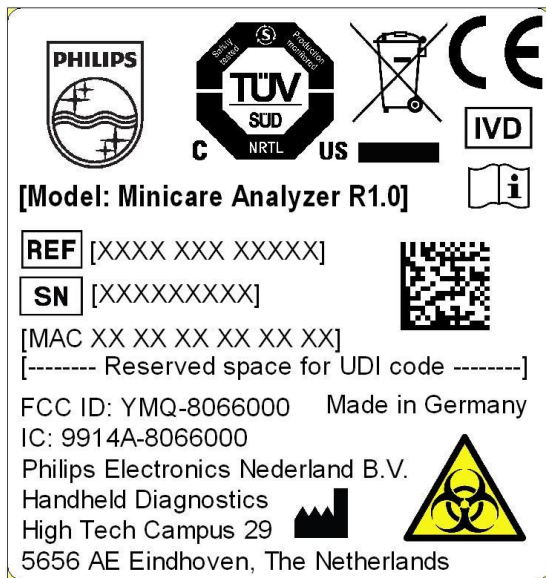 PHILIPS
Safety tested
Production monitored
TÜV
SÜD
NRTL
C US
CE
IVD
i
[Model: Minicare Analyzer R1.0]
REF [XXXX XXX XXXXX]
SN [XXXXXXXXX]
[MAC XX XX XX XX XX XX]
[-------- Reserved space for UDI code --------]
FCC ID: YMQ-8066000 Made in Germany
IC: 9914A-8066000
Philips Electronics Nederland B.V.
Handheld Diagnostics
High Tech Campus 29
5656 AE Eindhoven, The Netherlands